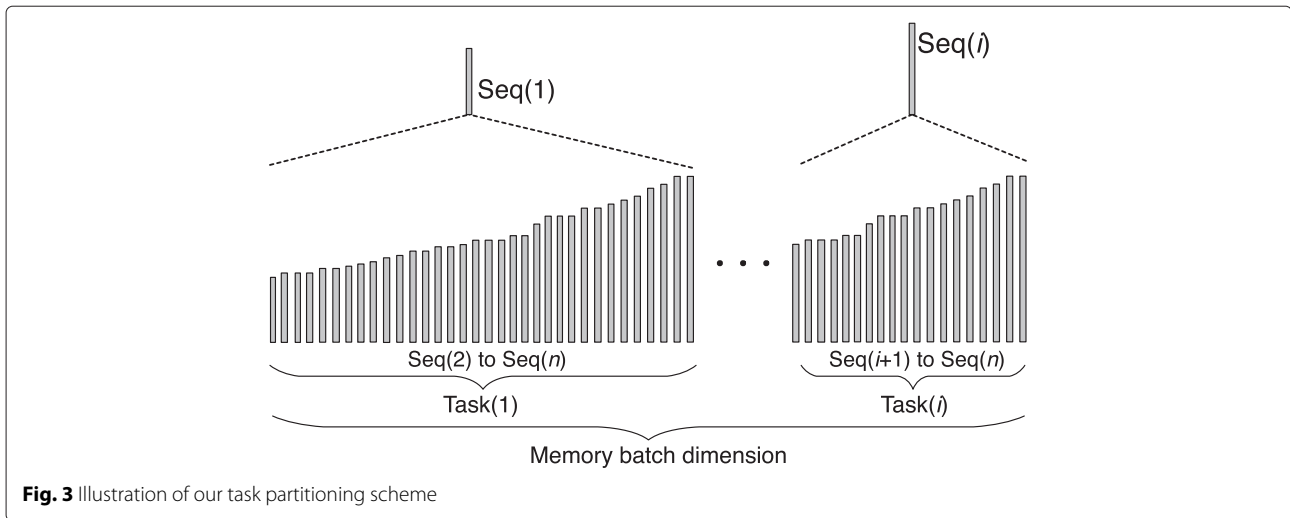 Seq(1)
Seq(i)
. . .
Seq(2) to Seq(n)
Seq(i+1) to Seq(n)
Task(1)
Task(i)
Memory batch dimension
Fig. 3 Illustration of our task partitioning scheme